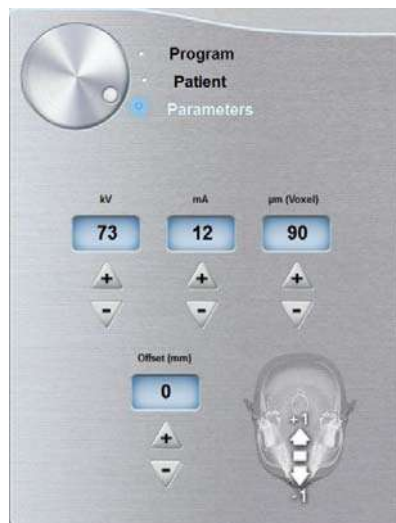 Program
Patient
Parameters
kV mA µm (Voxel)
73 12 90
+ + +
- - -
Offset (mm)
0
+
-
+1
-1